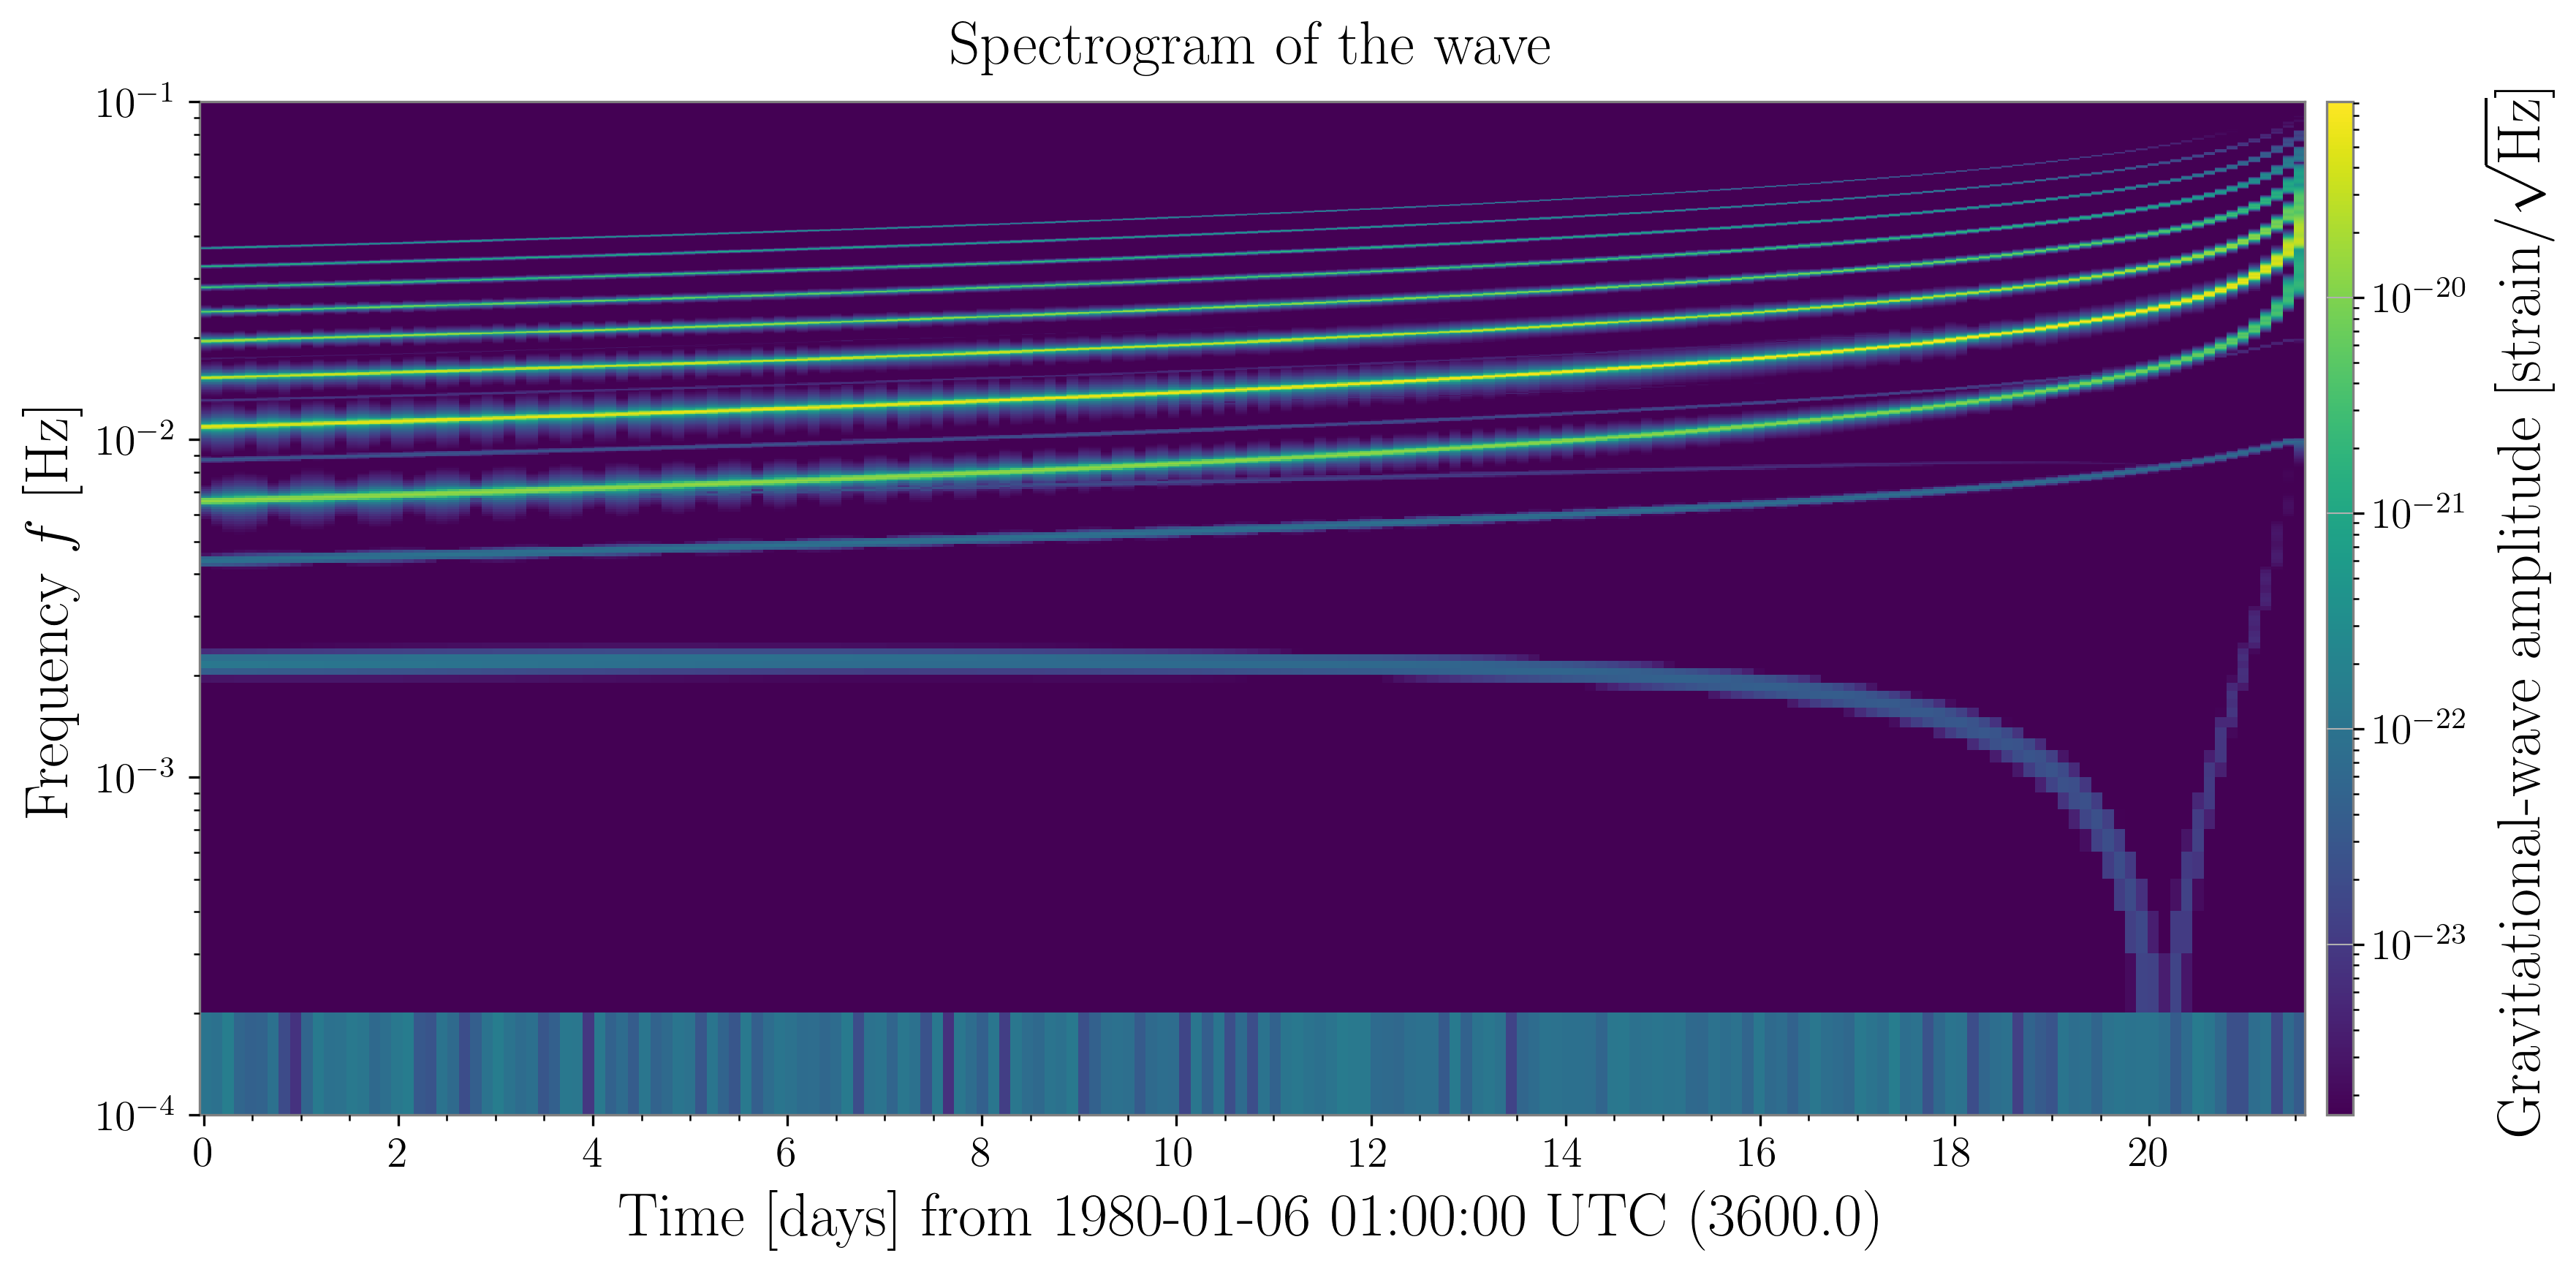 Spectrogram of the wave
Gravitational-wave amplitude [strain/√Hz]
10⁻²⁰
10⁻²¹
10⁻²²
10⁻²³
Frequency f [Hz]
10⁻¹
10⁻²
10⁻³
10⁻⁴
0 2 4 6 8 10 12 14 16 18 20
Time [days] from 1980-01-06 01:00:00 UTC (3600.0)